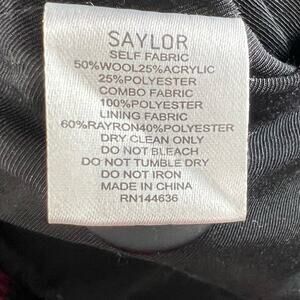 SAYLOR
SELF FABRIC
50%WOOL25%ACRYLIC
25%POLYESTER
COMBO FABRIC
100%POLYESTER
LINING FABRIC
60%RAYRON40%POLYESTER
DRY CLEAN ONLY
DO NOT BLEACH
DO NOT TUMBLE DRY
DO NOT IRON
MADE IN CHINA
RN144636